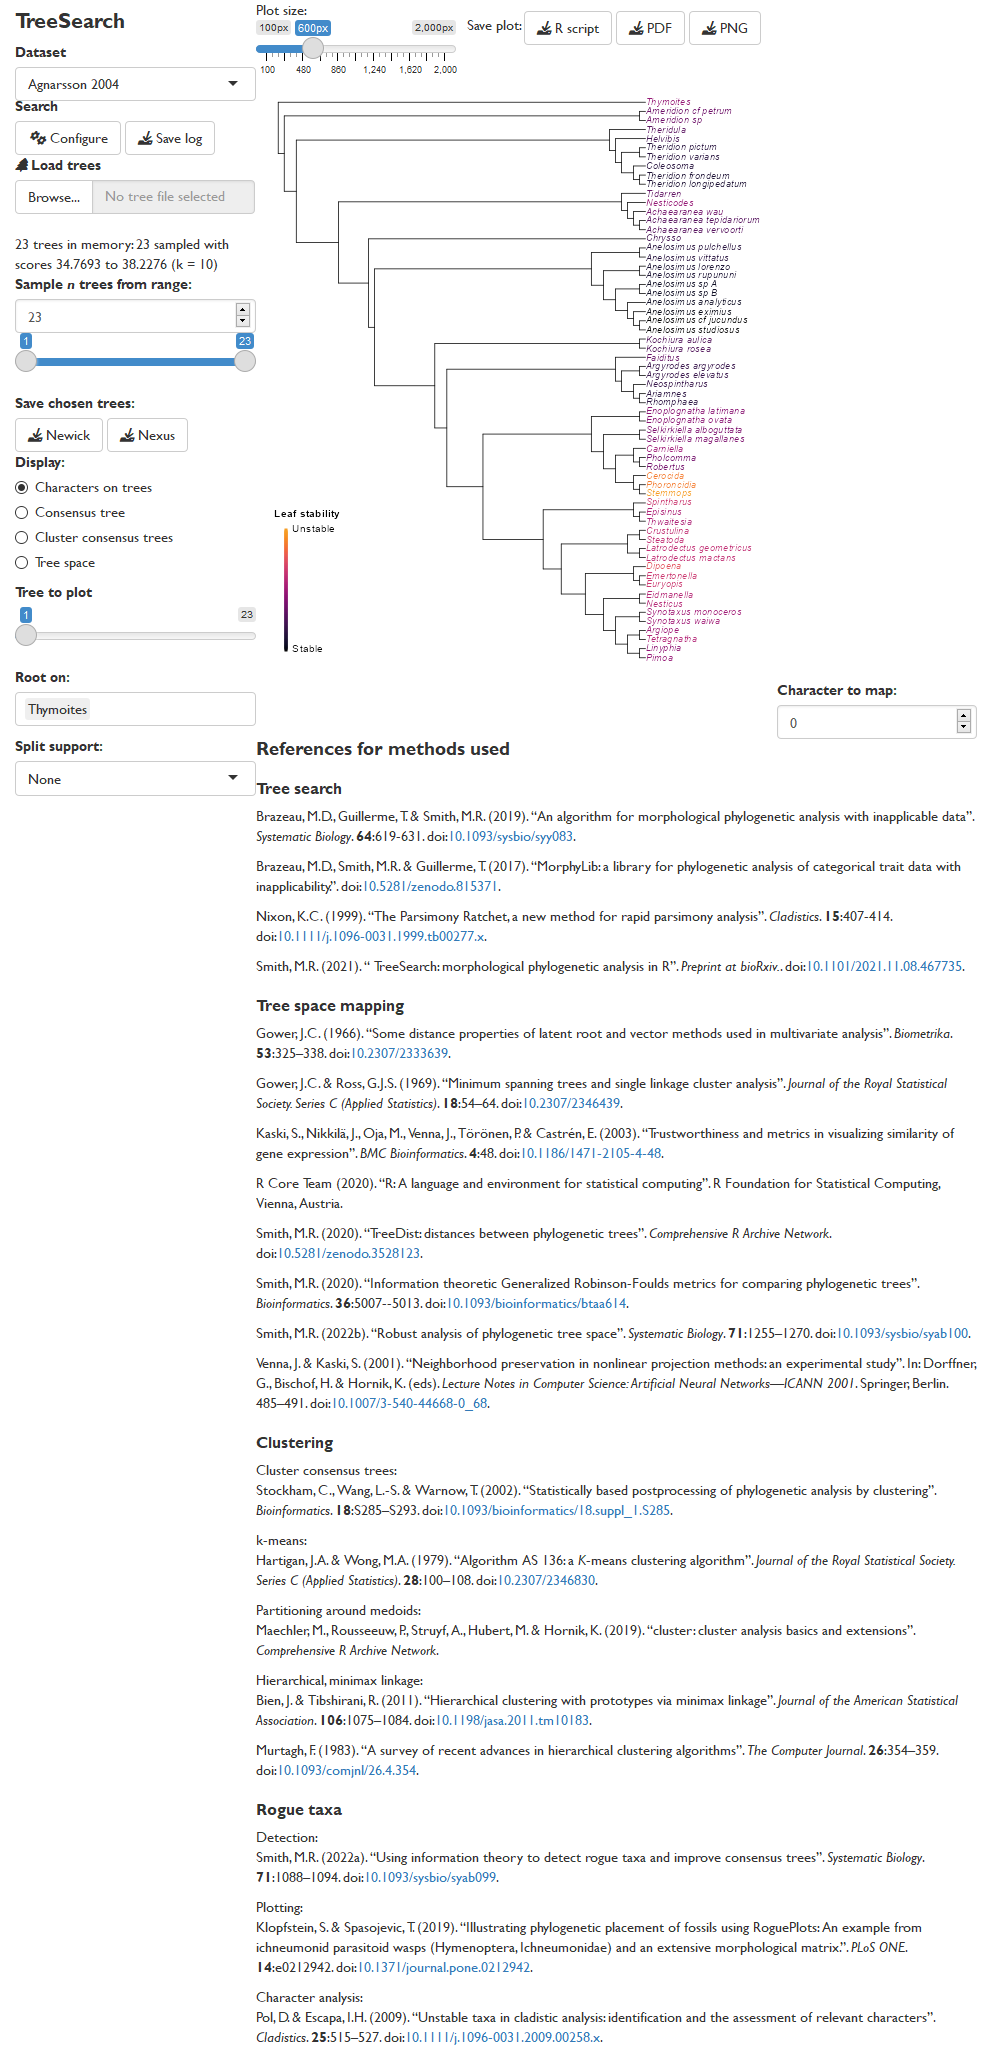 TreeSearch
Dataset
Agnarsson 2004
Search
Configure
Save log
Load trees
Browse...
No tree file selected
23 trees in memory: 23 sampled with
scores 34.7693 to 38.2276 (k = 10)
Sample n trees from range:
23
1
23
Save chosen trees:
Newick
Nexus
Display:
Characters on trees
Consensus tree
Cluster consensus trees
Tree space
Tree to plot
1
23
Root on:
Thymoites
Split support:
None
Plot size:
100px
600px
2,000px
100 480 860 1,240 1,620 2,000
Save plot:
R script
PDF
PNG
Thymoites
Ameridion cf petrum
Ameridion sp
Theridula
Helvibis
Theridion pictum
Theridion varians
Coleosoma
Theridion frondeum
Theridion longipedatum
Tidarren
Nesticodes
Achaearanea wau
Achaearanea tepidariorum
Achaearanea vervoorti
Chrysso
Anelosimus pulchellus
Anelosimus vittatus
Anelosimus lorenzo
Anelosimus rupununi
Anelosimus sp A
Anelosimus sp B
Anelosimus analyticus
Anelosimus eximius
Anelosimus cf jucundus
Anelosimus studiosus
Kochiura aulica
Kochiura rosea
Faiditus
Argyrodes argyrodes
Argyrodes elevatus
Neospintharus
Ariamnes
Rhomphaea
Enoplognatha latimana
Enoplognatha ovata
Selkirkiella alboguttata
Selkirkiella magallanes
Carniella
Pholcomma
Robertus
Cerocida
Phoroncidia
Stemmops
Spintharus
Episinus
Thwaitesia
Crustulina
Steatoda
Latrodectus geometricus
Latrodectus mactans
Dipoena
Emertonella
Euryopis
Eidmanella
Nesticus
Synotaxus monoceros
Synotaxus waiwa
Argiope
Tetragnatha
Linyphia
Pimoa
Leaf stability
Unstable
Stable
Character to map:
0
References for methods used
Tree search
Brazeau, M.D., Guillerme, T. & Smith, M.R. (2019). “An algorithm for morphological phylogenetic analysis with inapplicable data”.
Systematic Biology. 64:619-631. doi:10.1093/sysbio/syy083.
Brazeau, M.D., Smith, M.R. & Guillerme, T. (2017). “MorphyLib: a library for phylogenetic analysis of categorical trait data with
inapplicability.”. doi:10.5281/zenodo.815371.
Nixon, K.C. (1999). “The Parsimony Ratchet, a new method for rapid parsimony analysis”. Cladistics. 15:407-414.
doi:10.1111/j.1096-0031.1999.tb00277.x.
Smith, M.R. (2021). “ TreeSearch: morphological phylogenetic analysis in R”. Preprint at bioRxiv.. doi:10.1101/2021.11.08.467735.
Tree space mapping
Gower, J.C. (1966). “Some distance properties of latent root and vector methods used in multivariate analysis”. Biometrika.
53:325–338. doi:10.2307/2333639.
Gower, J.C. & Ross, G.J.S. (1969). “Minimum spanning trees and single linkage cluster analysis”. Journal of the Royal Statistical
Society. Series C (Applied Statistics). 18:54–64. doi:10.2307/2346439.
Kaski, S., Nikkilä, J., Oja, M., Venna, J., Törönen, P. & Castrén, E. (2003). “Trustworthiness and metrics in visualizing similarity of
gene expression”. BMC Bioinformatics. 4:48. doi:10.1186/1471-2105-4-48.
R Core Team (2020). “R: A language and environment for statistical computing”. R Foundation for Statistical Computing,
Vienna, Austria.
Smith, M.R. (2020). “TreeDist: distances between phylogenetic trees”. Comprehensive R Archive Network.
doi:10.5281/zenodo.3528123.
Smith, M.R. (2020). “Information theoretic Generalized Robinson-Foulds metrics for comparing phylogenetic trees”.
Bioinformatics. 36:5007--5013. doi:10.1093/bioinformatics/btaa614.
Smith, M.R. (2022b). “Robust analysis of phylogenetic tree space”. Systematic Biology. 71:1255–1270. doi:10.1093/sysbio/syab100.
Venna, J. & Kaski, S. (2001). “Neighborhood preservation in nonlinear projection methods: an experimental study”. In: Dorffner,
G., Bischof, H. & Hornik, K. (eds). Lecture Notes in Computer Science: Artificial Neural Networks—ICANN 2001. Springer, Berlin.
485–491. doi:10.1007/3-540-44668-0_68.
Clustering
Cluster consensus trees:
Stockham, C., Wang, L.-S. & Warnow, T. (2002). “Statistically based postprocessing of phylogenetic analysis by clustering”.
Bioinformatics. 18:S285–S293. doi:10.1093/bioinformatics/18.suppl_1.S285.
k-means:
Hartigan, J.A. & Wong, M.A. (1979). “Algorithm AS 136: a K-means clustering algorithm”. Journal of the Royal Statistical Society.
Series C (Applied Statistics). 28:100–108. doi:10.2307/2346830.
Partitioning around medoids:
Maechler, M., Rousseeuw, P., Struyf, A., Hubert, M. & Hornik, K. (2019). “cluster: cluster analysis basics and extensions”.
Comprehensive R Archive Network.
Hierarchical, minimax linkage:
Bien, J. & Tibshirani, R. (2011). “Hierarchical clustering with prototypes via minimax linkage”. Journal of the American Statistical
Association. 106:1075–1084. doi:10.1198/jasa.2011.tm10183.
Murtagh, F. (1983). “A survey of recent advances in hierarchical clustering algorithms”. The Computer Journal. 26:354–359.
doi:10.1093/comjnl/26.4.354.
Rogue taxa
Detection:
Smith, M.R. (2022a). “Using information theory to detect rogue taxa and improve consensus trees”. Systematic Biology.
71:1088–1094. doi:10.1093/sysbio/syab099.
Plotting:
Klopfstein, S. & Spasojevic, T. (2019). “Illustrating phylogenetic placement of fossils using RoguePlots: An example from
ichneumonid parasitoid wasps (Hymenoptera, Ichneumonidae) and an extensive morphological matrix.”. PLoS ONE.
14:e0212942. doi:10.1371/journal.pone.0212942.
Character analysis:
Pol, D. & Escapa, I.H. (2009). “Unstable taxa in cladistic analysis: identification and the assessment of relevant characters”.
Cladistics. 25:515–527. doi:10.1111/j.1096-0031.2009.00258.x.